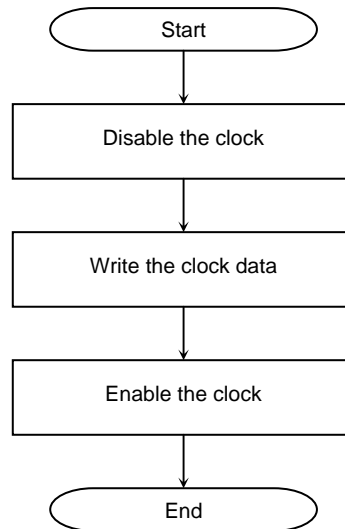 Start
Disable the clock
Write the clock data
Enable the clock
End